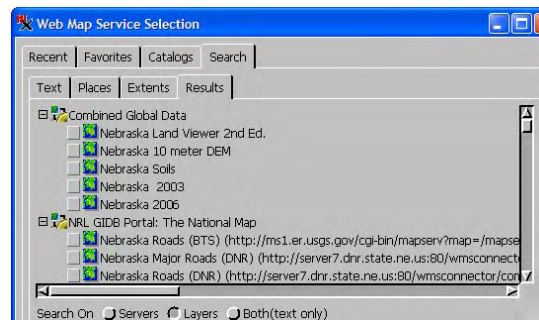 Web Map Service Selection
Recent Favorites Catalogs Search
Text Places Extents Results
Combined Global Data
Nebraska Land Viewer 2nd Ed.
Nebraska 10 meter DEM
Nebraska Soils
Nebraska 2003
Nebraska 2006
NRL GIDB Portal: The National Map
Nebraska Roads (BTS) (http://ms1.er.usgs.gov/cgi-bin/mapserv?map=/mapse
Nebraska Major Roads (DNR) (http://server7.dnr.state.ne.us:80/wmsconnect
Nebraska Roads (DNR) (http://server7.dnr.state.ne.us:80/wmsconnector/con
Search On Servers Layers Both(text only)